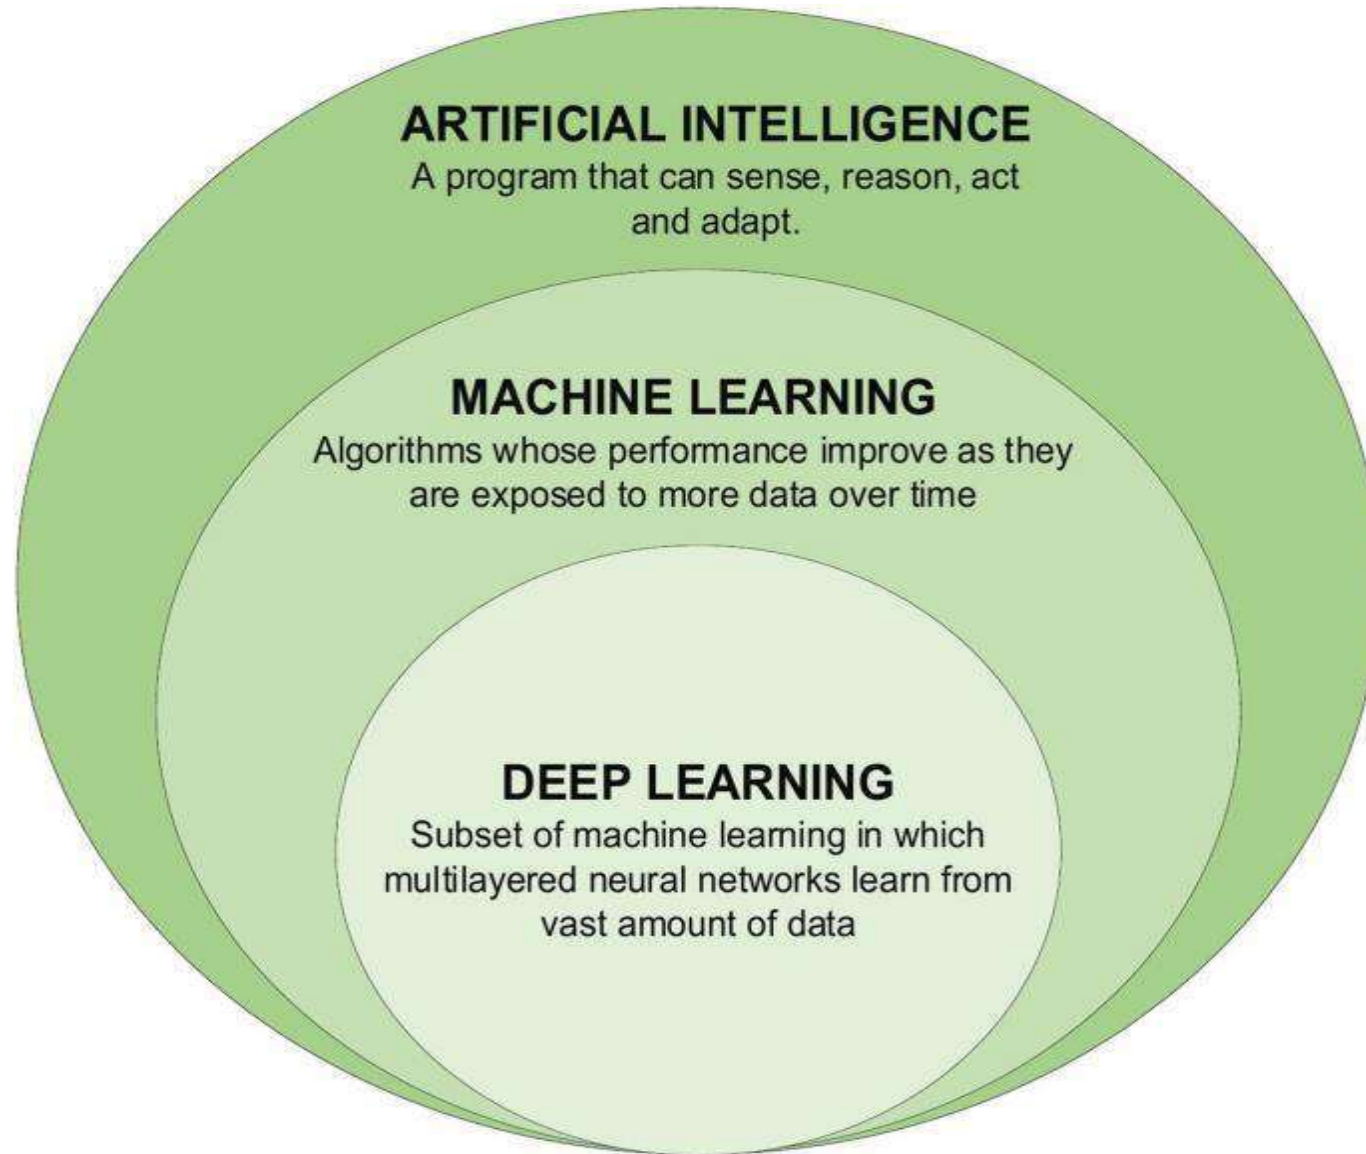 ARTIFICIAL INTELLIGENCE
A program that can sense, reason, act
and adapt.
MACHINE LEARNING
Algorithms whose performance improve as they
are exposed to more data over time
DEEP LEARNING
Subset of machine learning in which
multilayered neural networks learn from
vast amount of data